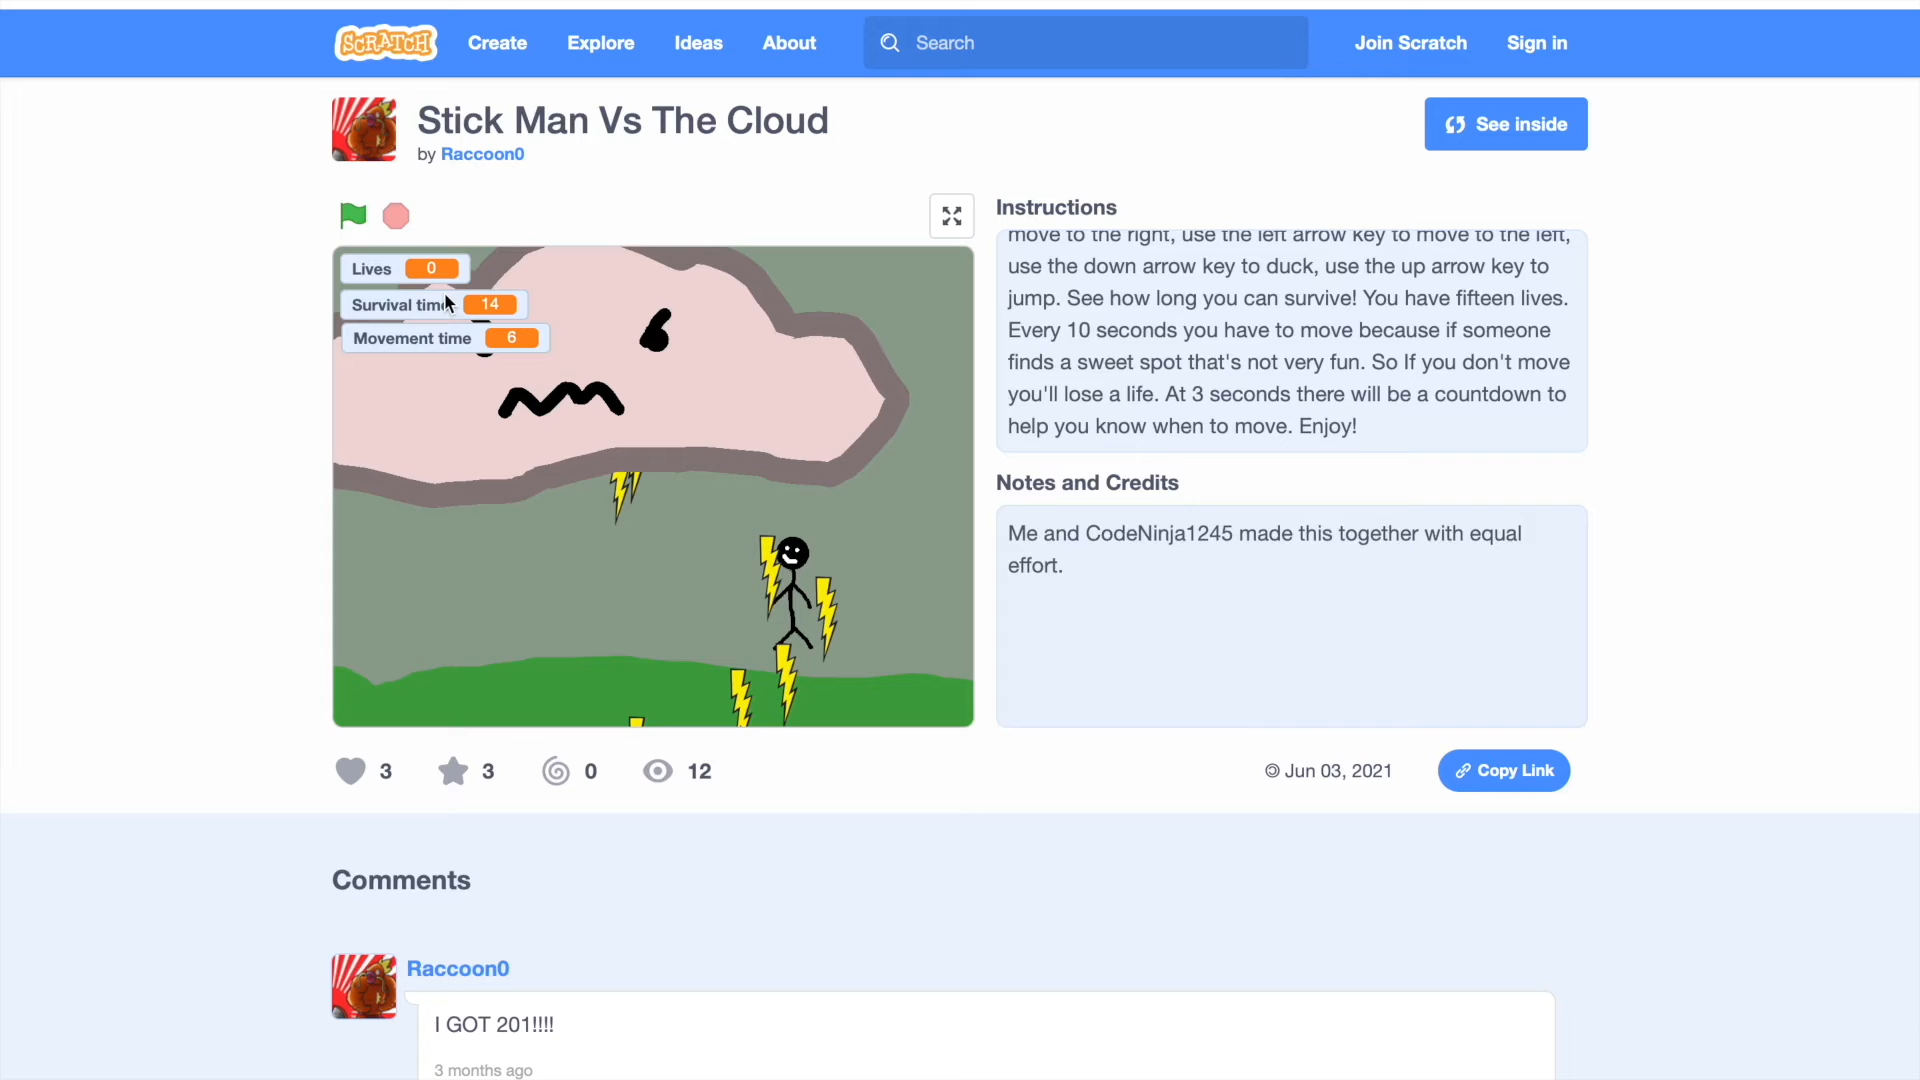 SCRATCH Create Explore Ideas About Search Join Scratch Sign in
Stick Man Vs The Cloud
by Raccoon0
See inside
Lives 0
Survival time 14
Movement time 6
Instructions
move to the right, use the left arrow key to move to the left,
use the down arrow key to duck, use the up arrow key to
jump. See how long you can survive! You have fifteen lives.
Every 10 seconds you have to move because if someone
finds a sweet spot that's not very fun. So If you don't move
you'll lose a life. At 3 seconds there will be a countdown to
help you know when to move. Enjoy!
Notes and Credits
Me and CodeNinja1245 made this together with equal
effort.
3 3 0 12
Jun 03, 2021
Copy Link
Comments
Raccoon0
I GOT 201!!!!
3 months ago